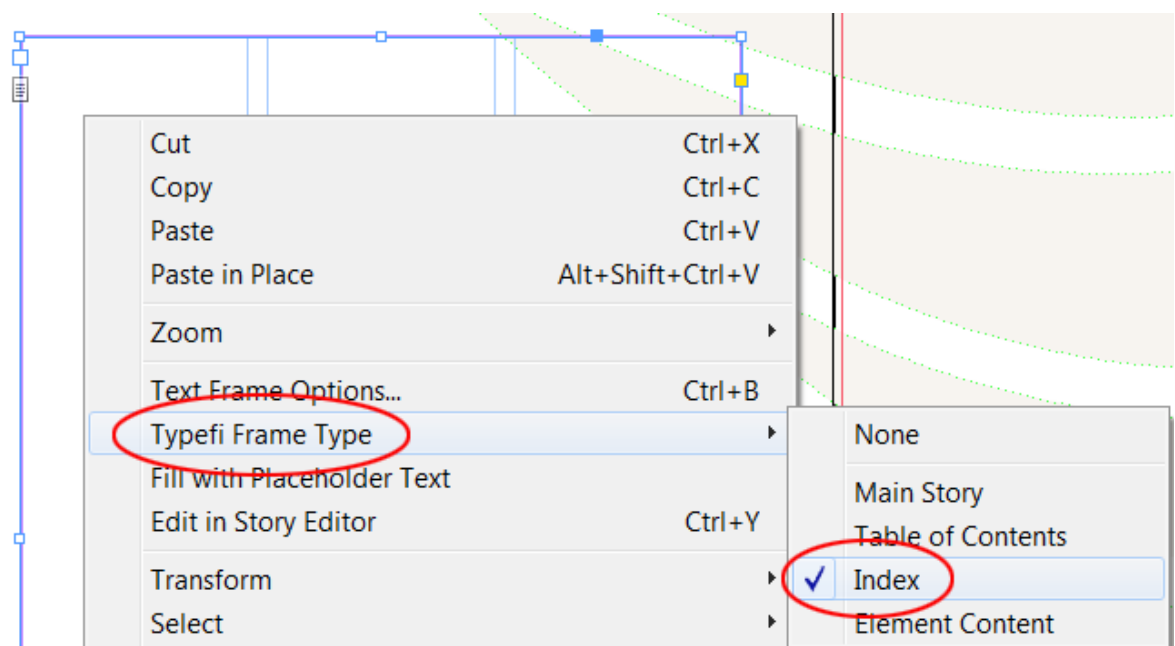 Cut Ctrl+X
Copy Ctrl+C
Paste Ctrl+V
Paste in Place Alt+Shift+Ctrl+V
Zoom
Text Frame Options... Ctrl+B
Typefi Frame Type
Fill with Placeholder Text
Edit in Story Editor Ctrl+Y
Transform
Select
None
Main Story
Table of Contents
Index
Element Content